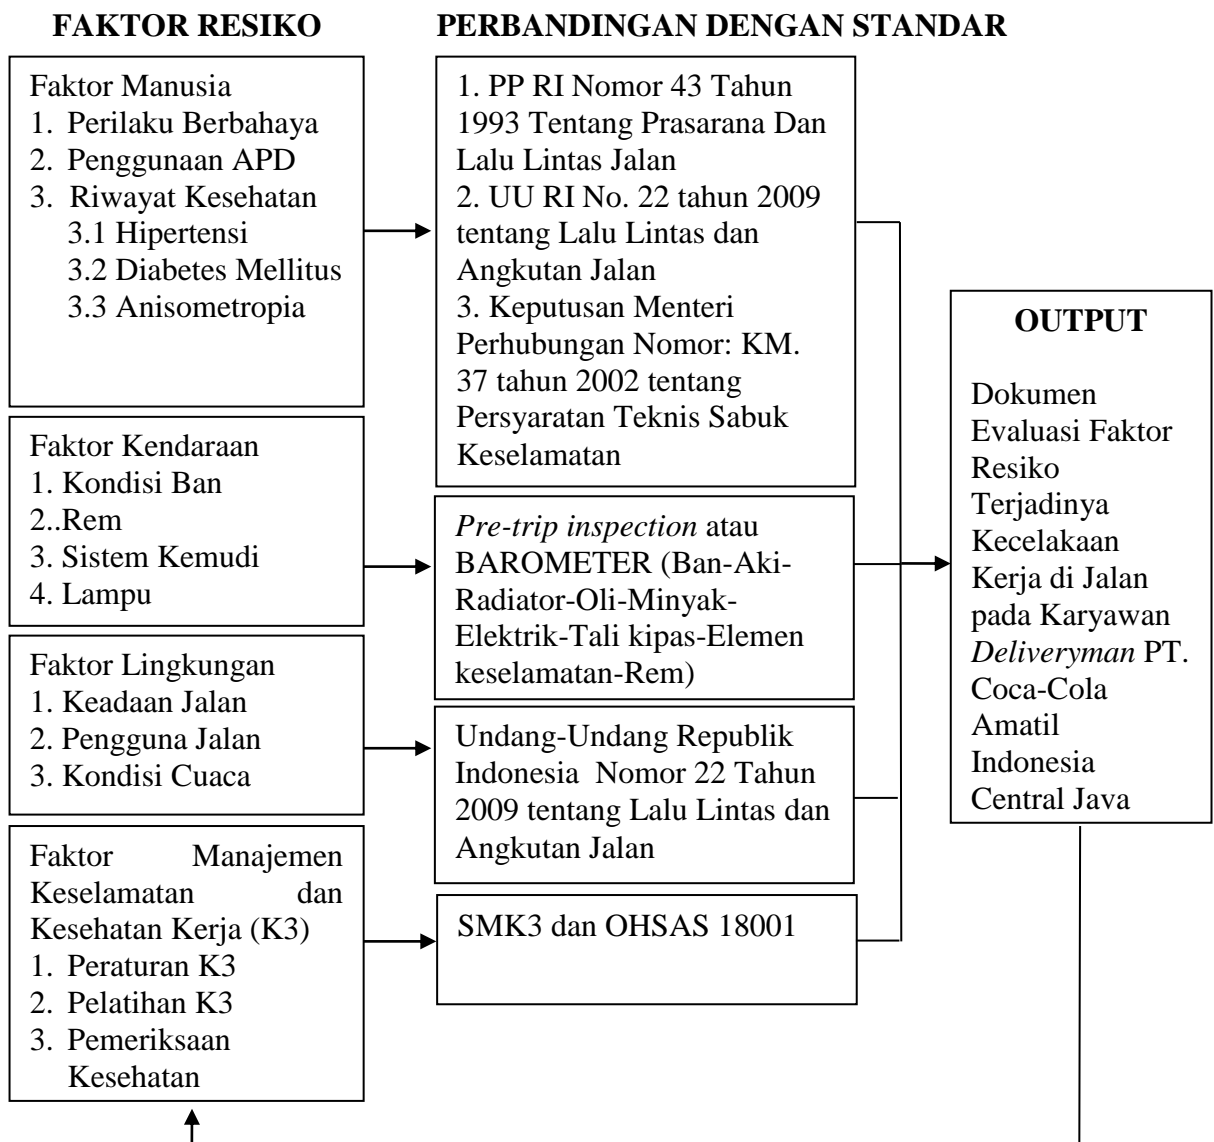 FAKTOR RESIKO
PERBANDINGAN DENGAN STANDAR
Faktor Manusia
1. Perilaku Berbahaya
2. Penggunaan APD
3. Riwayat Kesehatan
3.1 Hipertensi
3.2 Diabetes Mellitus
3.3 Anisometropia
1. PP RI Nomor 43 Tahun
1993 Tentang Prasarana Dan
Lalu Lintas Jalan
2. UU RI No. 22 tahun 2009
tentang Lalu Lintas dan
Angkutan Jalan
3. Keputusan Menteri
Perhubungan Nomor: KM.
37 tahun 2002 tentang
Persyaratan Teknis Sabuk
Keselamatan
Faktor Kendaraan
1. Kondisi Ban
2..Rem
3. Sistem Kemudi
4. Lampu
Pre-trip inspection atau
BAROMETER (Ban-Aki-
Radiator-Oli-Minyak-
Elektrik-Tali kipas-Elemen
keselamatan-Rem)
Faktor Lingkungan
1. Keadaan Jalan
2. Pengguna Jalan
3. Kondisi Cuaca
Undang-Undang Republik
Indonesia Nomor 22 Tahun
2009 tentang Lalu Lintas dan
Angkutan Jalan
Faktor Manajemen
Keselamatan dan
Kesehatan Kerja (K3)
1. Peraturan K3
2. Pelatihan K3
3. Pemeriksaan
Kesehatan
SMK3 dan OHSAS 18001
OUTPUT
Dokumen
Evaluasi Faktor
Resiko
Terjadinya
Kecelakaan
Kerja di Jalan
pada Karyawan
Deliveryman PT.
Coca-Cola
Amatil
Indonesia
Central Java